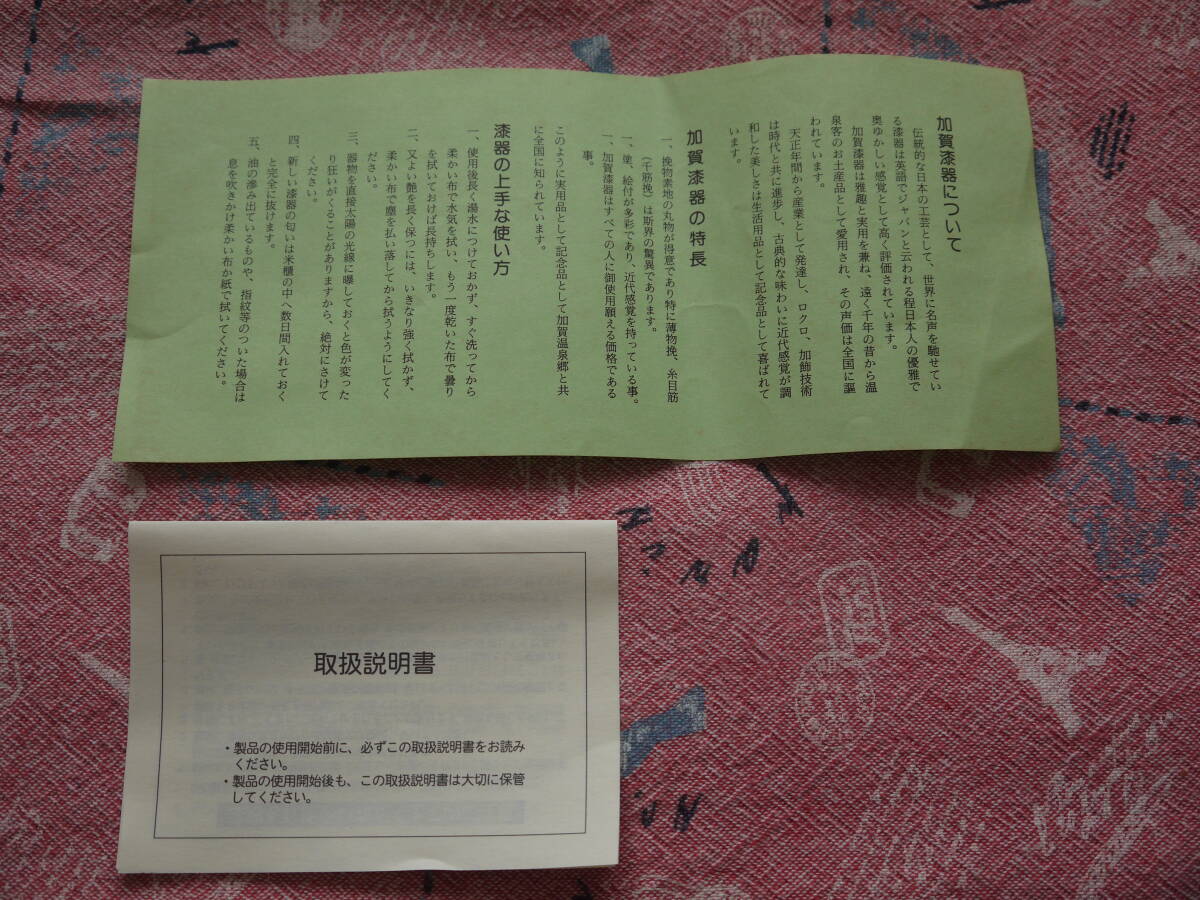 加賀漆器について
伝統的な日本の工芸として、世界に名声を馳せてい
る漆器は英語でジャパンと云われる程日本人の優雅で
奥ゆかしい感覚として高く評価されています。
加賀漆器は雅趣と実用を兼ね、遠く千年の昔から温
泉客のお土産品として愛用され、その声価は全国に謳
われています。
天正年間から産業として発達し、ロクロ、加飾技術
は時代と共に進歩し、古典的な味わいに近代感覚が調
和した美しさは生活用品として記念品として喜ばれて
います。
加賀漆器の特長
一、挽物素地の丸物が得意であり特に薄物挽、糸目筋
（千筋挽）は斯界の驚異であります。
一、塗、絵付が多彩であり、近代感覚を持っている事。
一、加賀漆器はすべての人に御使用願える価格である
事。
このように実用品として記念品として加賀温泉郷と共
に全国に知られています。
漆器の上手な使い方
一、使用後長く湯水につけておかず、すぐ洗ってから
柔かい布で水気を拭い、もう一度乾いた布で曇り
を拭いておけば長持ちします。
二、又よい艶を長く保つには、いきなり強く拭かず、
柔かい布で塵を払い落してから拭うようにしてく
ださい。
三、器物を直接太陽の光線に曝しておくと色が変った
り狂いがくることがありますから、絶対にさけて
ください。
四、新しい漆器の匂いは米櫃の中へ数日間入れておく
と完全に抜けます。
五、油の滲み出ているものや、指紋等のついた場合は
息を吹きかけ柔かい布か紙で拭いてください。
取扱説明書
・製品の使用開始前に、必ずこの取扱説明書をお読み
ください。
・製品の使用開始後も、この取扱説明書は大切に保管
してください。